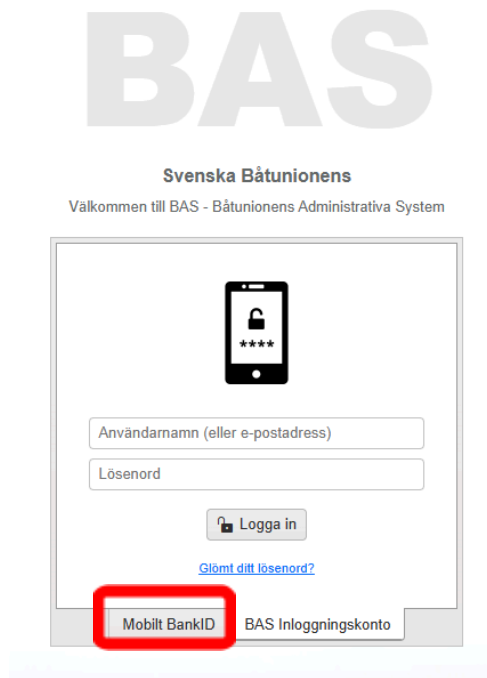 BAS
Svenska Båtunionens
Välkommen till BAS - Båtunionens Administrativa System
****
Användarnamn (eller e-postadress)
Lösenord
Logga in
Glömt ditt lösenord?
Mobilt BankID
BAS Inloggningskonto